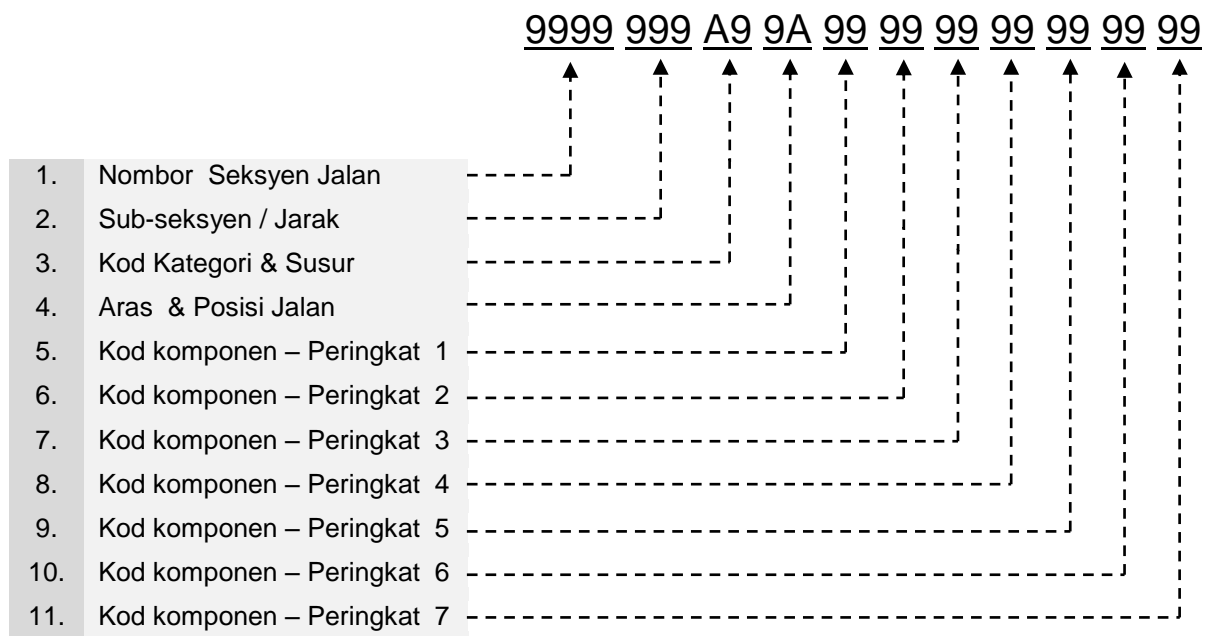 9999 999 A9 9A 99 99 99 99 99 99 99
1. Nombor Seksyen Jalan
2. Sub-seksyen / Jarak
3. Kod Kategori & Susur
4. Aras & Posisi Jalan
5. Kod komponen – Peringkat 1
6. Kod komponen – Peringkat 2
7. Kod komponen – Peringkat 3
8. Kod komponen – Peringkat 4
9. Kod komponen – Peringkat 5
10. Kod komponen – Peringkat 6
11. Kod komponen – Peringkat 7